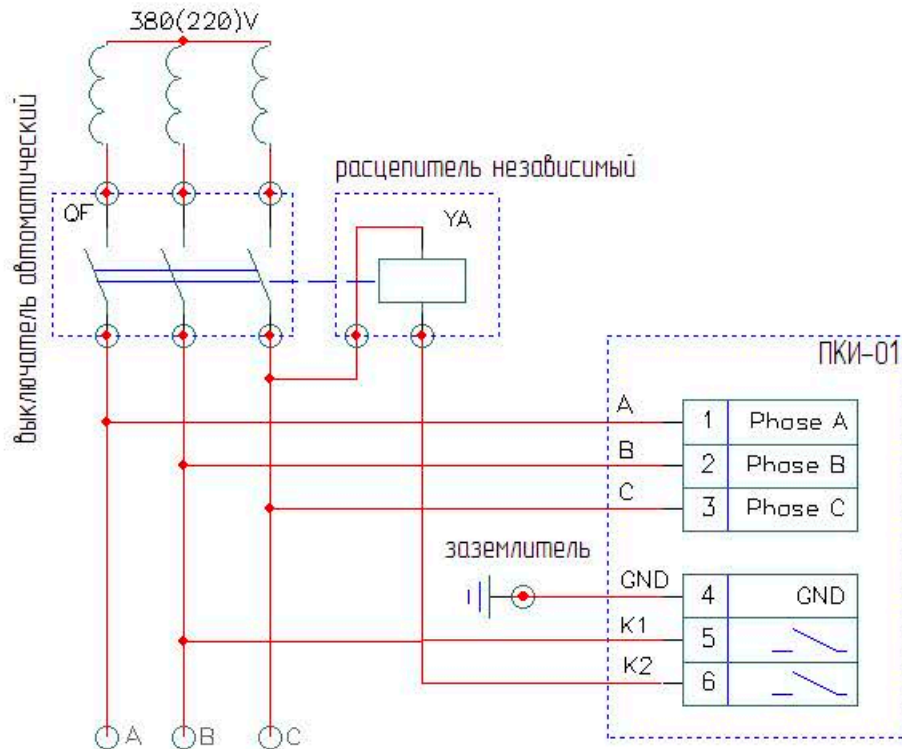 380(220)V
выключатель автоматический
расцепитель независимый
QF
YA
ПКИ-01
A
1 Phase A
B
2 Phase B
C
3 Phase C
заземлитель
GND
4 GND
K1
5
K2
6
A
B
C